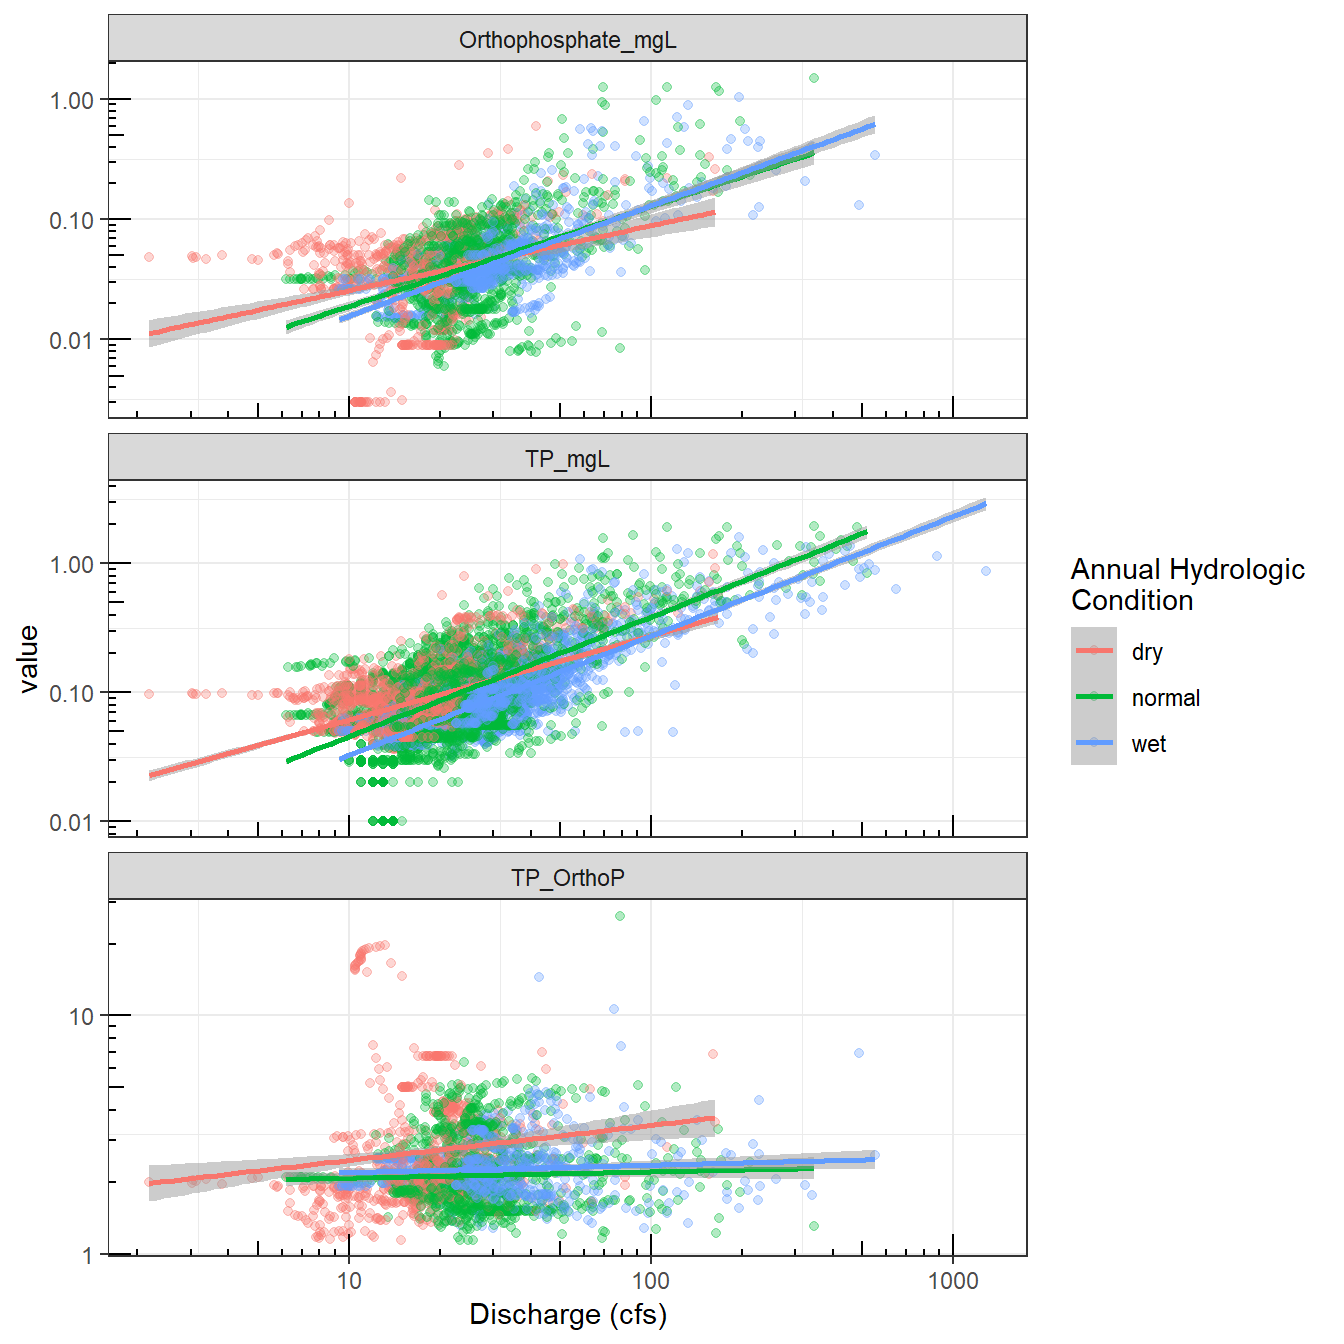 Orthophosphate_mgL
1.00
0.10
0.01
TP_mgL
1.00
0.10
0.01
value
TP_OrthoP
10
1
10 100 1000
Discharge (cfs)
Annual Hydrologic
Condition
dry
normal
wet